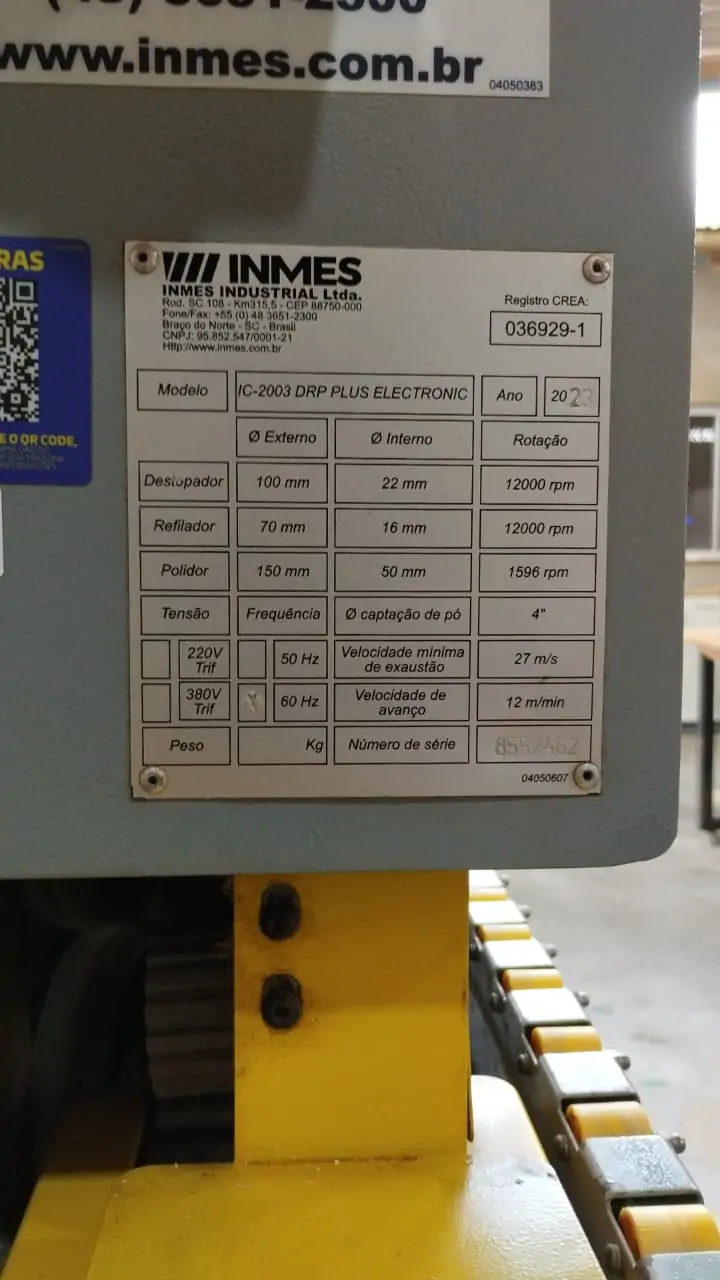 www.inmes.com.br
04050383
RAS
E O QR CODE,
INMES
INMES INDUSTRIAL Ltda.
Rod. SC 108 - Km315,5 - CEP 88750-000
Fone/Fax: +55 (0) 48 3651-2300
Braço do Norte - SC - Brasil
CNPJ: 95.852.547/0001-21
Http://www.inmes.com.br
Registro CREA:
036929-1
Modelo IC-2003 DRP PLUS ELECTRONIC Ano 2023
Ø Externo Ø Interno Rotação
Destopador 100 mm 22 mm 12000 rpm
Refilador 70 mm 16 mm 12000 rpm
Polidor 150 mm 50 mm 1596 rpm
Tensão Frequência Ø captação de pó 4"
220V Trif 50 Hz Velocidade mínima de exaustão 27 m/s
380V Trif X 60 Hz Velocidade de avanço 12 m/min
Peso Kg Número de série 855/462
04050607